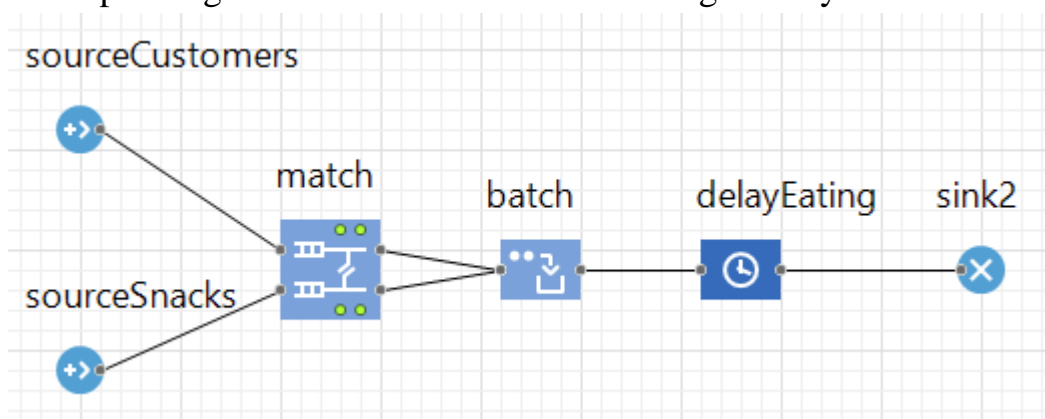 sourceCustomers
match
batch
delayEating
sink2
sourceSnacks